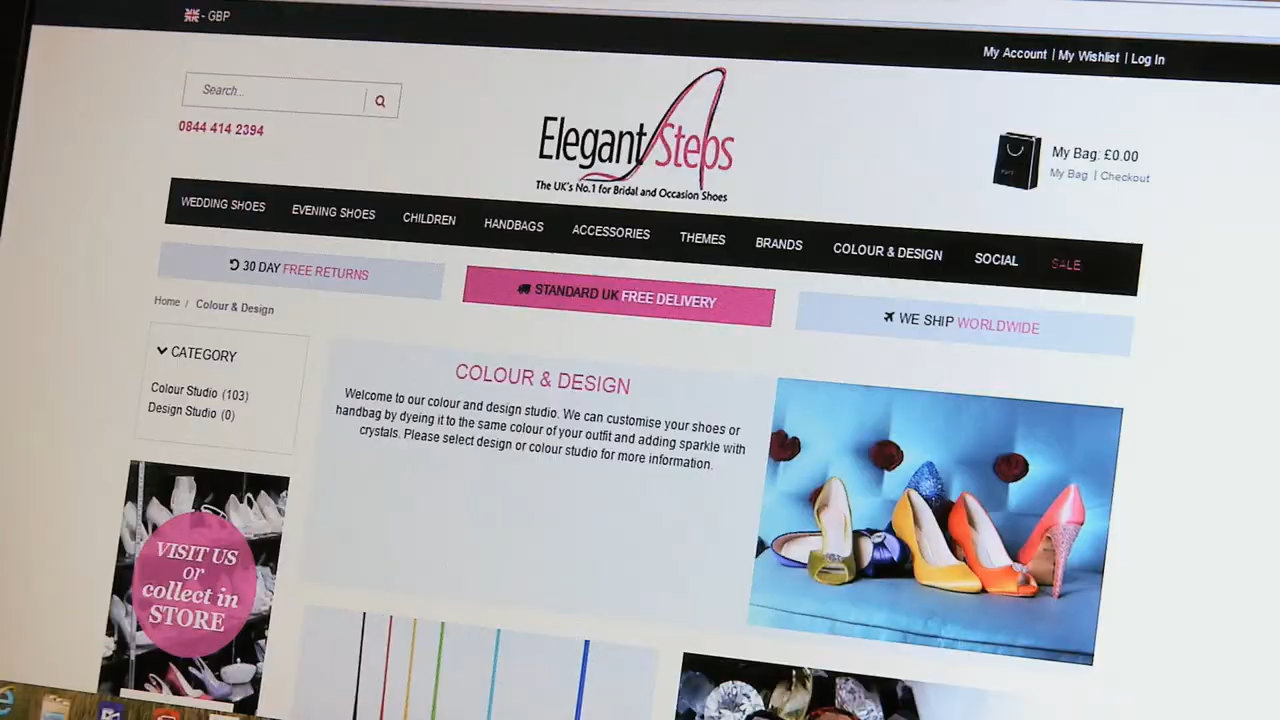 - GBP
My Account | My Wishlist | Log In
Search...
0844 414 2394
Elegant Steps
The UK's No.1 for Bridal and Occasion Shoes
My Bag: £0.00
My Bag | Checkout
WEDDING SHOES EVENING SHOES CHILDREN HANDBAGS ACCESSORIES THEMES BRANDS COLOUR & DESIGN SOCIAL SALE
30 DAY FREE RETURNS
STANDARD UK FREE DELIVERY
WE SHIP WORLDWIDE
Home / Colour & Design
CATEGORY
Colour Studio (103)
Design Studio (0)
COLOUR & DESIGN
Welcome to our colour and design studio. We can customise your shoes or
handbag by dyeing it to the same colour of your outfit and adding sparkle with
crystals. Please select design or colour studio for more information.
VISIT US
or
collect in
STORE